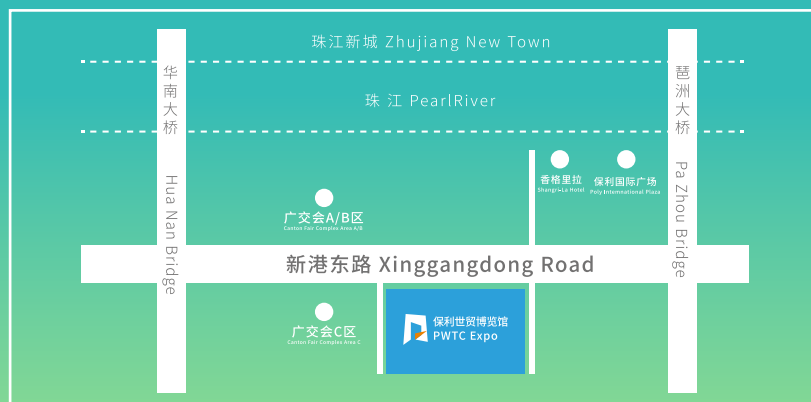 珠江新城 Zhujiang New Town
华南大桥 Hua Nan Bridge
珠 江 PearlRiver
琶洲大桥 Pa Zhou Bridge
香格里拉
Shangri-La Hotel
保利国际广场
Poly International Plaza
广交会A/B区
Canton Fair Complex Area A/B
新港东路 Xinggangdong Road
广交会C区
Canton Fair Complex Area C
保利世贸博览馆
PWTC Expo